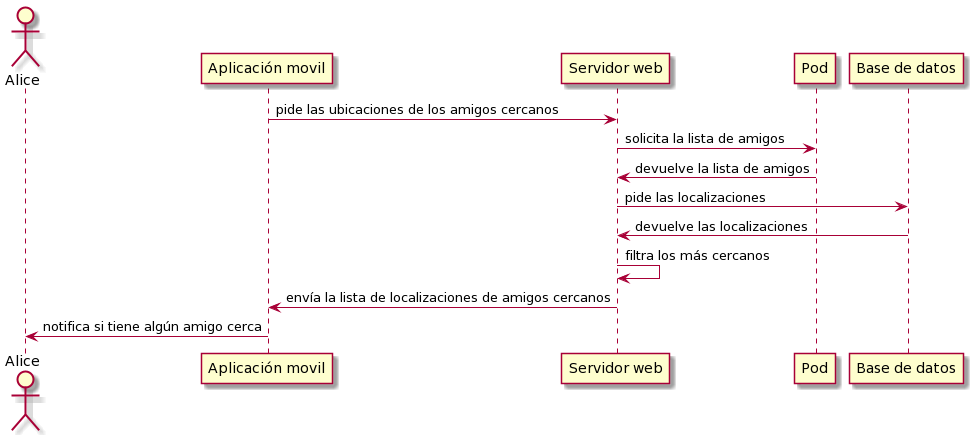 Alice
Aplicación movil
Servidor web
Pod
Base de datos
pide las ubicaciones de los amigos cercanos
solicita la lista de amigos
devuelve la lista de amigos
pide las localizaciones
devuelve las localizaciones
filtra los más cercanos
envía la lista de localizaciones de amigos cercanos
notifica si tiene algún amigo cerca
Alice
Aplicación movil
Servidor web
Pod
Base de datos